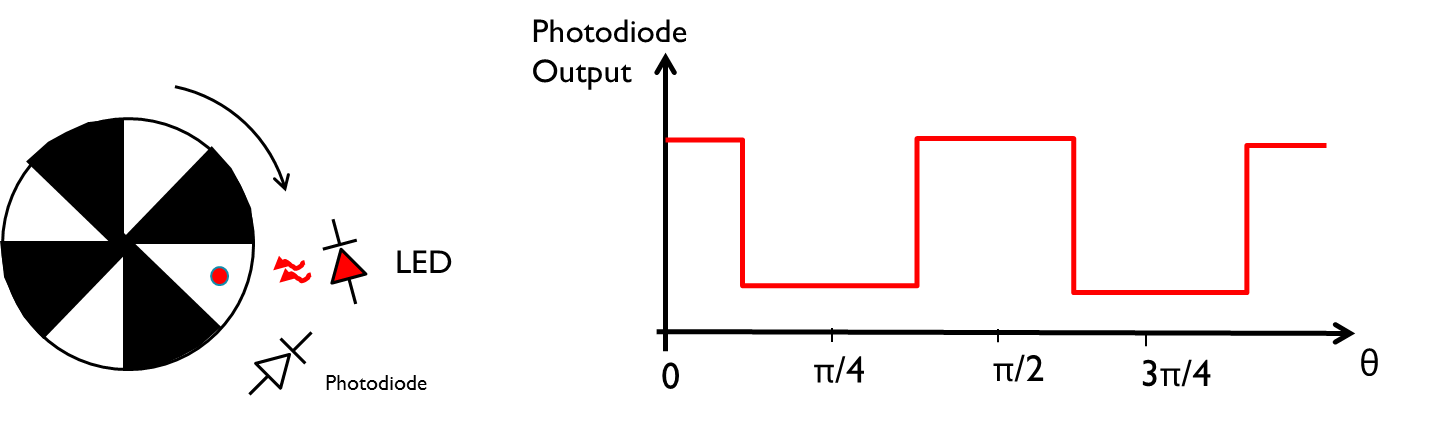 Photodiode
Output
LED
Photodiode
0
π/4
π/2
3π/4
θ